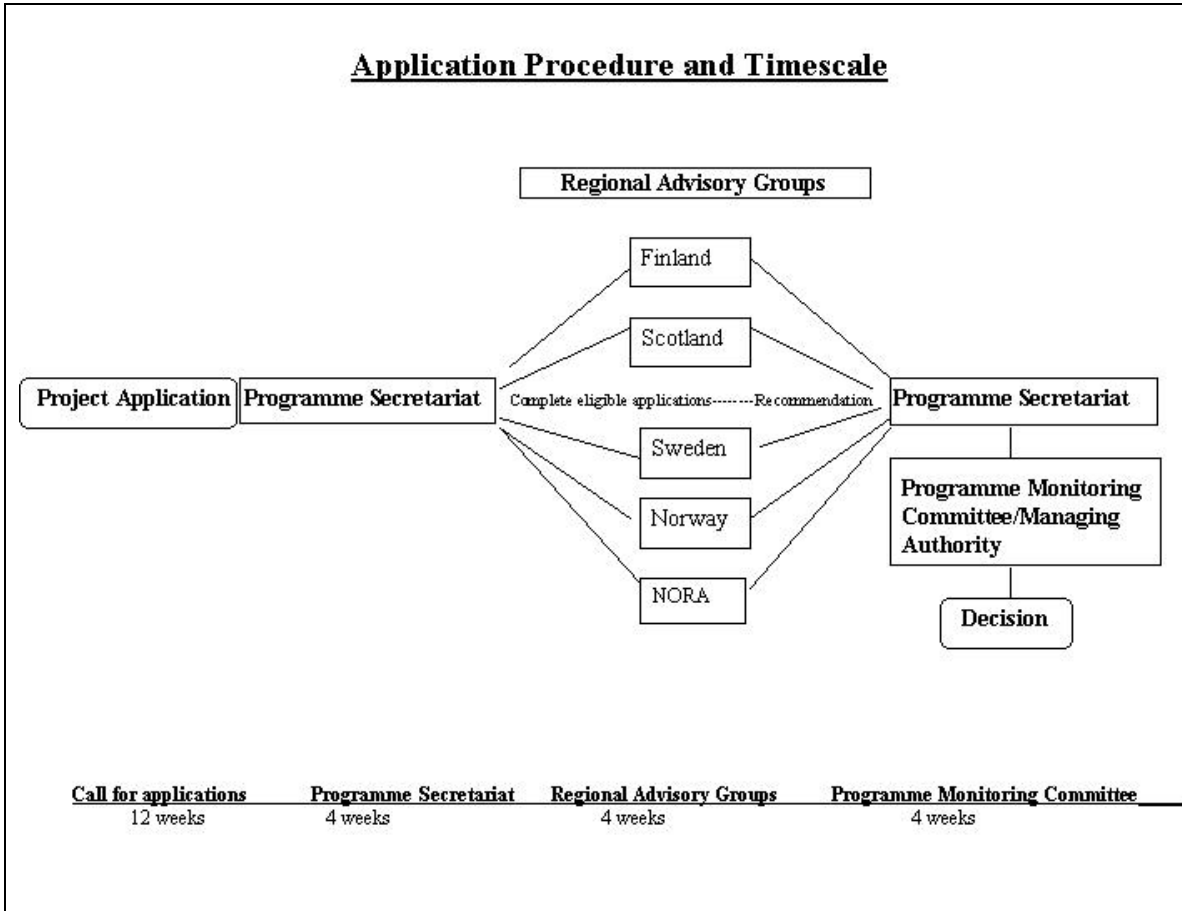 Application Procedure and Timescale
Regional Advisory Groups
Finland
Scotland
Project Application
Programme Secretariat
Complete eligible applications--------Recommendation
Programme Secretariat
Sweden
Norway
NORA
Programme Monitoring
Committee/Managing
Authority
Decision
Call for applications Programme Secretariat Regional Advisory Groups Programme Monitoring Committee
12 weeks 4 weeks 4 weeks 4 weeks